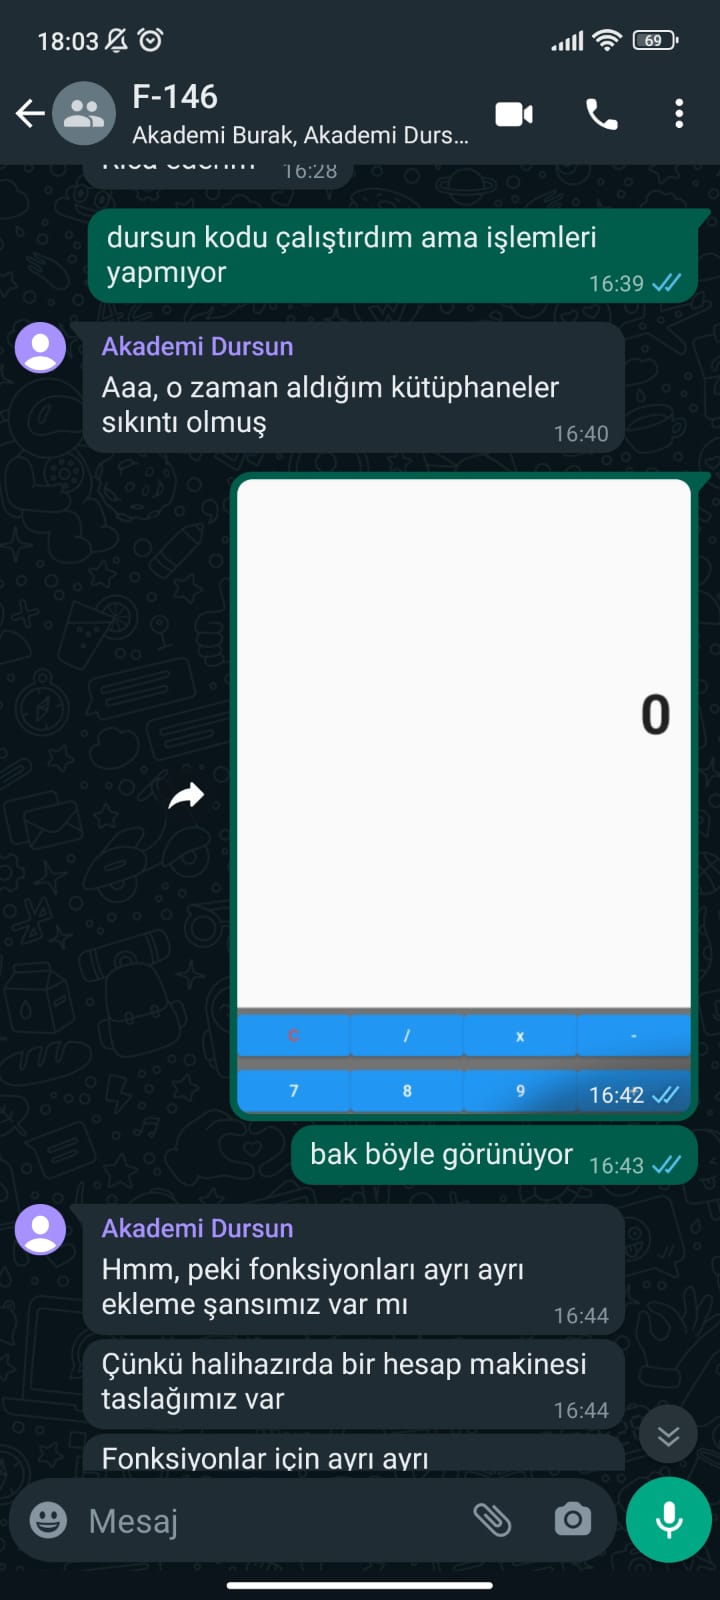 18:03
69
F-146
Akademi Burak, Akademi Durs...
16:28
dursun kodu çalıştırdım ama işlemleri
yapmıyor
16:39
Akademi Dursun
Aaa, o zaman aldığım kütüphaneler
sıkıntı olmuş
16:40
0
C / x -
7 8 9
16:42
bak böyle görünüyor
16:43
Akademi Dursun
Hmm, peki fonksiyonları ayrı ayrı
ekleme şansımız var mı
16:44
Çünkü halihazırda bir hesap makinesi
taslağımız var
16:44
Fonksiyonlar için ayrı ayrı
Mesaj